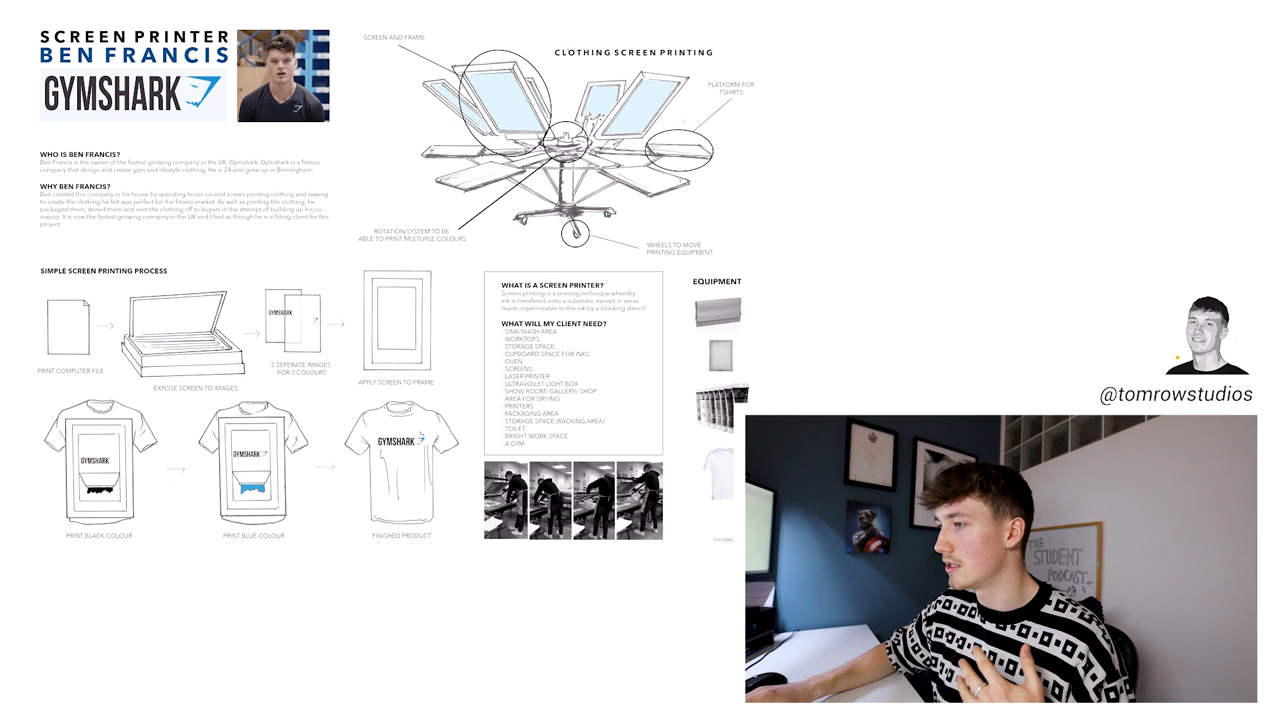 SCREEN PRINTER
BEN FRANCIS
GYMSHARK
WHO IS BEN FRANCIS?
Ben Francis is the owner of the fastest growing company in the UK, Gymshark. Gymshark is a fitness
company that design and create gym and lifestyle clothing. He is 24 and grew up in Birmingham.
WHY BEN FRANCIS?
Ben created this company in his house by spending hours on end screen printing clothing and sewing
to create the clothing he felt was perfect for the fitness market. As well as printing the clothing, he
packaged them, stored them and sent the clothing off to buyers in the attempt of building up his co-
mapny. It is now the fastest growing comapny in the UK and I feel as though he is a fitting client for this
project.
SCREEN AND FRAME
CLOTHING SCREEN PRINTING
PLATFORM FOR
TSHIRTS
ROTATION SYSTEM TO BE
ABLE TO PRINT MULTUPLE COLOURS
WHEELS TO MOVE
PRINTING EQUIPMENT
SIMPLE SCREEN PRINTING PROCESS
PRINT COMPUTER FILE
EXPOSE SCREEN TO IMAGES
GYMSHARK
2 SEPERATE IMAGES
FOR 2 COLOURS
APPLY SCREEN TO FRAME
GYMSHARK
PRINT BLACK COLOUR
GYMSHARK
PRINT BLUE COLOUR
GYMSHARK
FINISHED PRODUCT
WHAT IS A SCREEN PRINTER?
Screen printing is a printing technique whereby
ink is transfered onto a substrate, except in areas
made impermeable to the ink by a blocking stencil.
WHAT WILL MY CLIENT NEED?
- SINK/WASH AREA
- WORKTOPS
- STORAGE SPACE
- CUPBOARD SPACE FOR INKS
- OVEN
- SCREENS
- LASER PRINTER
- ULTRAVOILET LIGHT BOX
- SHOW ROOM/ GALLERY/ SHOP
- AREA FOR DRYING
- PRINTERS
- PACKAGING AREA
- STORAGE SPACE (RACKING AREA)
- TOILET
- BRIGHT WORK SPACE
- A GYM
EQUIPMENT
THOMA
@tomrowstudios
THE
STUDENT
PODCAST